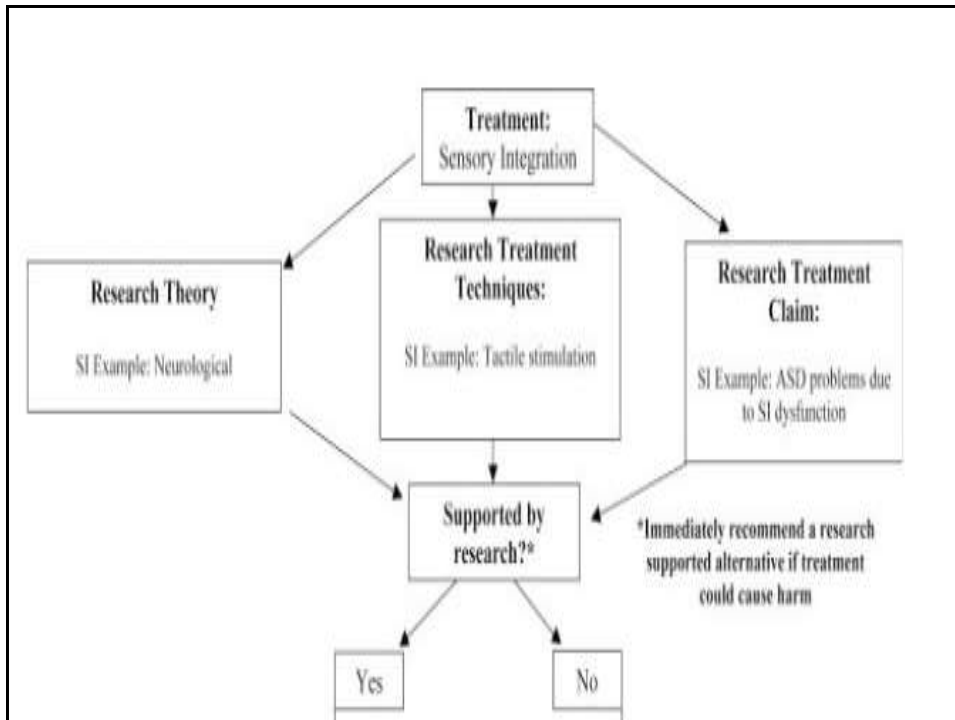 Treatment:
Sensory Integration
Research Theory
SI Example: Neurological
Research Treatment
Techniques:
SI Example: Tactile stimulation
Research Treatment
Claim:
SI Example: ASD problems due
to SI dysfunction
Supported by
research?*
*Immediately recommend a research
supported alternative if treatment
could cause harm
Yes
No